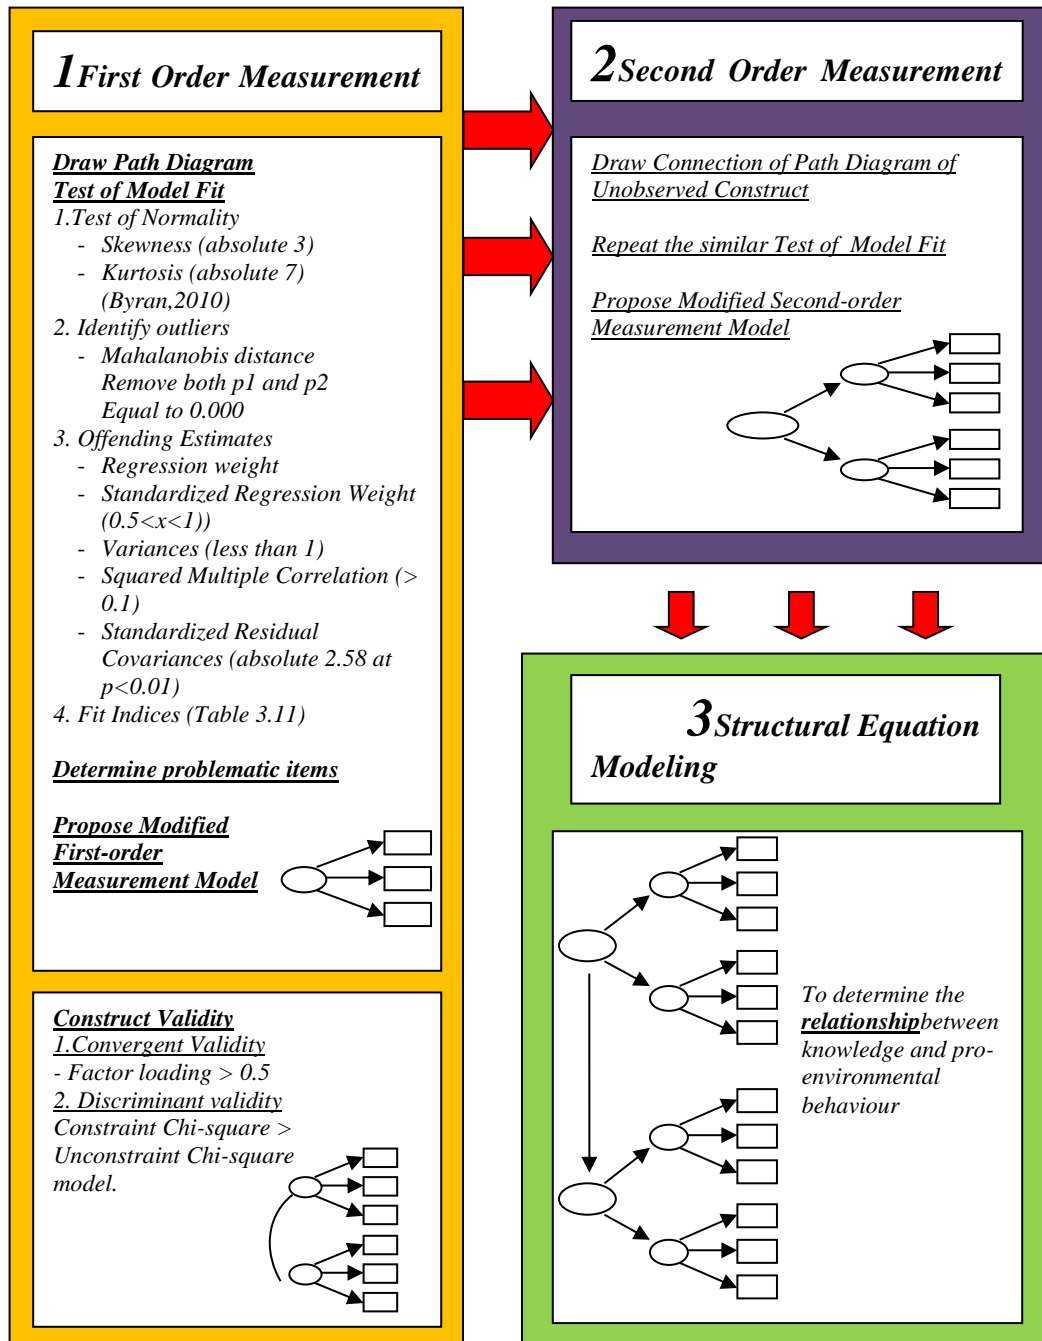 1First Order Measurement
Draw Path Diagram
Test of Model Fit
1.Test of Normality
- Skewness (absolute 3)
- Kurtosis (absolute 7)
(Byran,2010)
2. Identify outliers
- Mahalanobis distance
Remove both p1 and p2
Equal to 0.000
3. Offending Estimates
- Regression weight
- Standardized Regression Weight
(0.5<x<1))
- Variances (less than 1)
- Squared Multiple Correlation (>
0.1)
- Standardized Residual
Covariances (absolute 2.58 at
p<0.01)
4. Fit Indices (Table 3.11)
Determine problematic items
Propose Modified
First-order
Measurement Model
Construct Validity
1.Convergent Validity
- Factor loading > 0.5
2. Discriminant validity
Constraint Chi-square >
Unconstraint Chi-square
model.
2Second Order Measurement
Draw Connection of Path Diagram of
Unobserved Construct
Repeat the similar Test of Model Fit
Propose Modified Second-order
Measurement Model
3Structural Equation
Modeling
To determine the
relationshipbetween
knowledge and pro-
environmental
behaviour